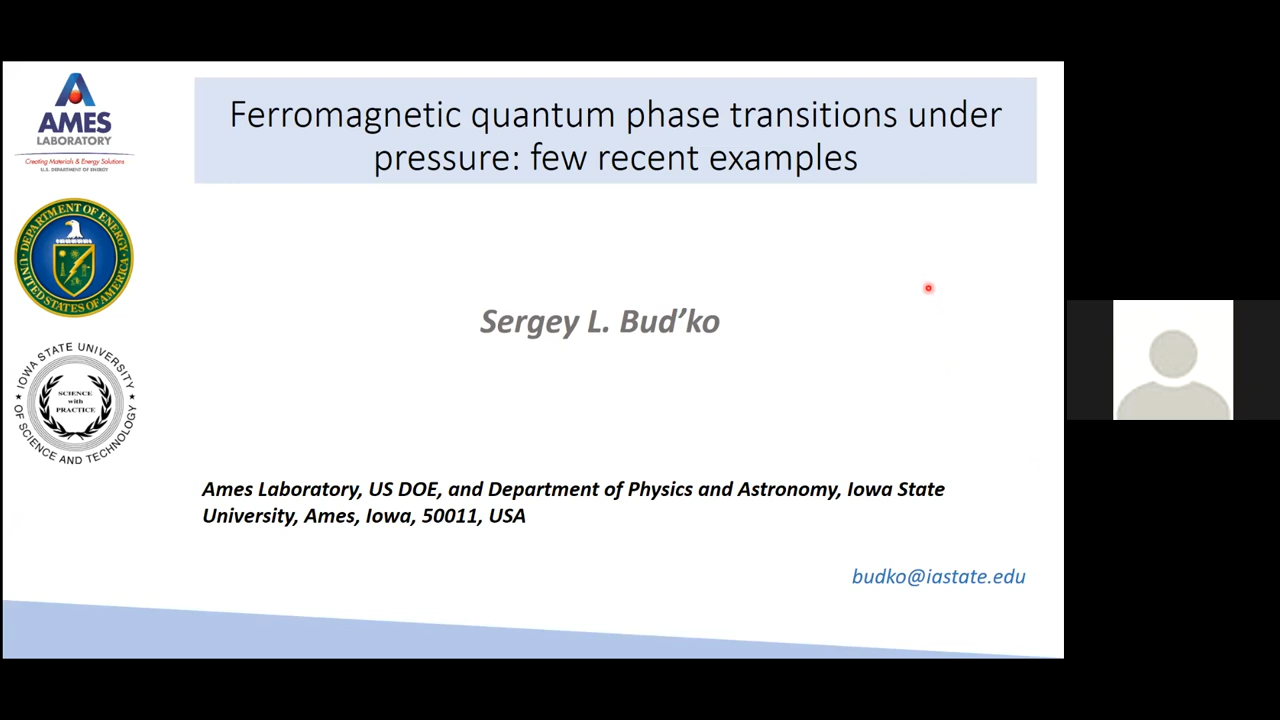 AMES
LABORATORY
Creating Materials & Energy Solutions
U.S. DEPARTMENT OF ENERGY
Ferromagnetic quantum phase transitions under
pressure: few recent examples
DEPARTMENT OF ENERGY
UNITED STATES OF AMERICA
Sergey L. Bud’ko
IOWA STATE UNIVERSITY
OF SCIENCE AND TECHNOLOGY
SCIENCE
with
PRACTICE
Ames Laboratory, US DOE, and Department of Physics and Astronomy, Iowa State
University, Ames, Iowa, 50011, USA
budko@iastate.edu